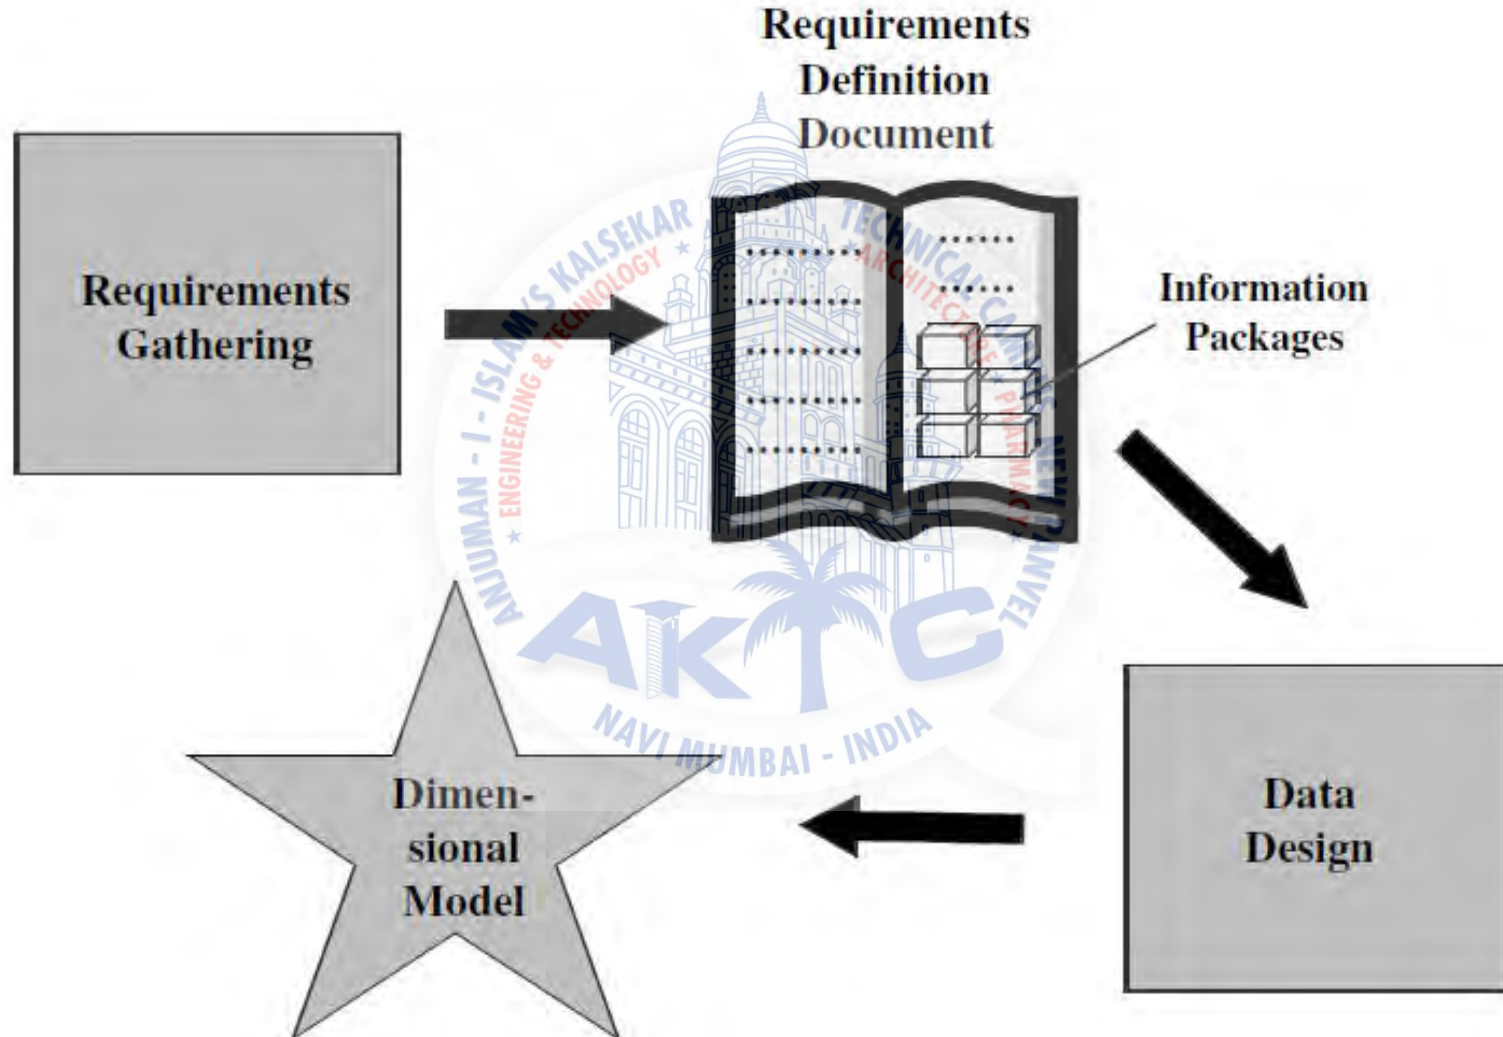 Requirements
Definition
Document
Requirements
Gathering
Information
Packages
Data
Design
Dimen-
sional
Model
ANJUMAN - I - ISLAM'S KALSEKAR TECHNICAL CAMPUS NEW PANVEL
★ ENGINEERING & TECHNOLOGY ★ ★ ARCHITECTURE ★ PHARMACY ★
AKTC
NAVI MUMBAI - INDIA